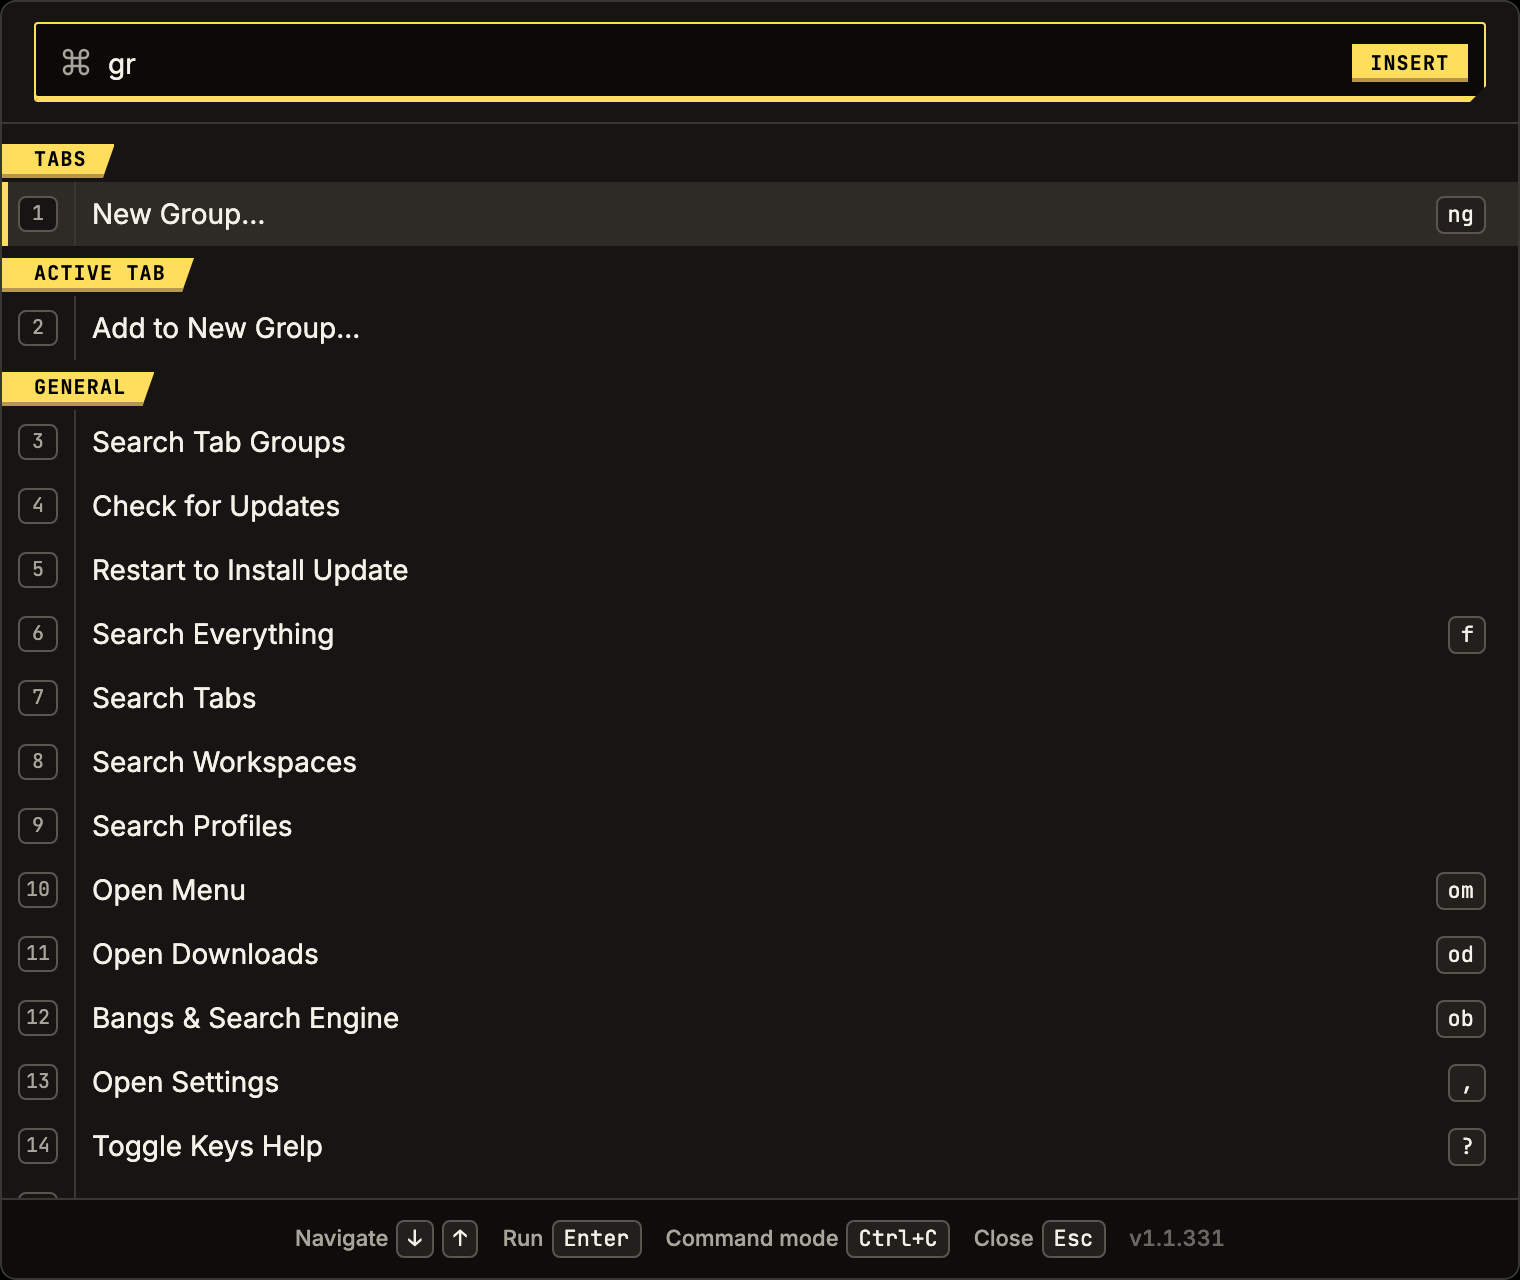 ⌘ gr INSERT
TABS
1 New Group... ng
ACTIVE TAB
2 Add to New Group...
GENERAL
3 Search Tab Groups
4 Check for Updates
5 Restart to Install Update
6 Search Everything f
7 Search Tabs
8 Search Workspaces
9 Search Profiles
10 Open Menu om
11 Open Downloads od
12 Bangs & Search Engine ob
13 Open Settings ,
14 Toggle Keys Help ?
Navigate ↓ ↑ Run Enter Command mode Ctrl+C Close Esc v1.1.331